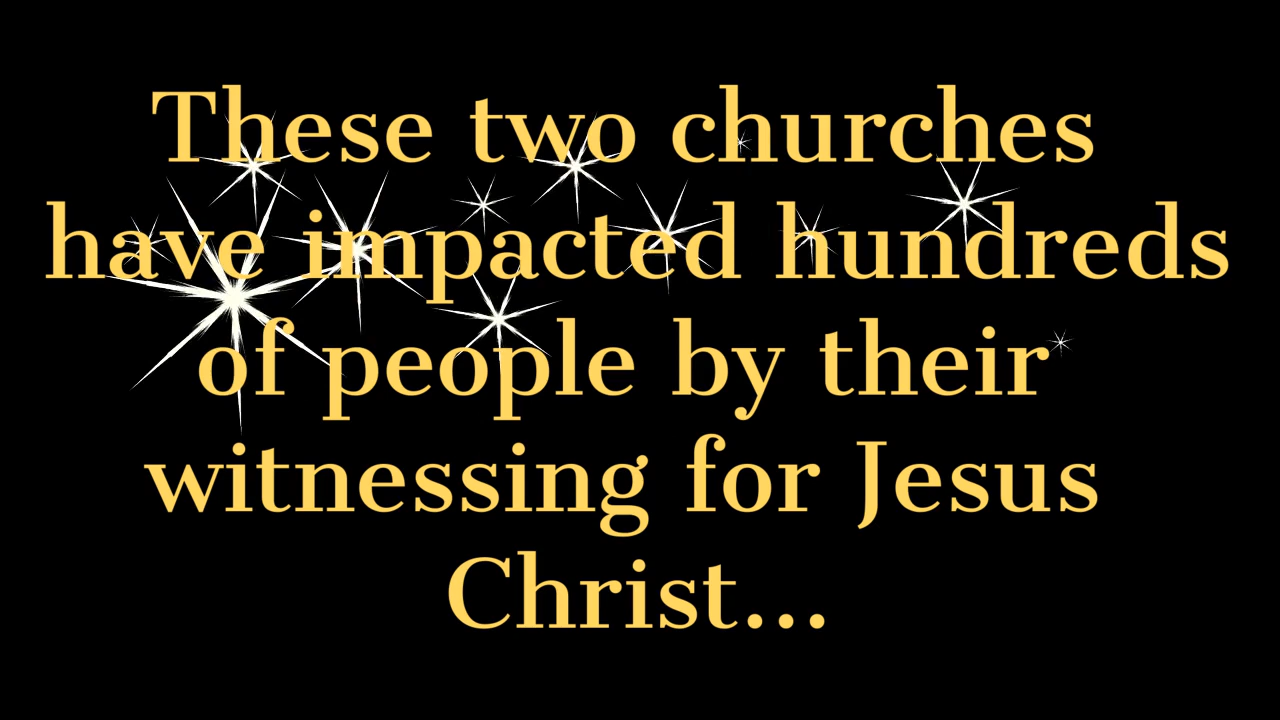 These two churches
have impacted hundreds
of people by their
witnessing for Jesus
Christ...